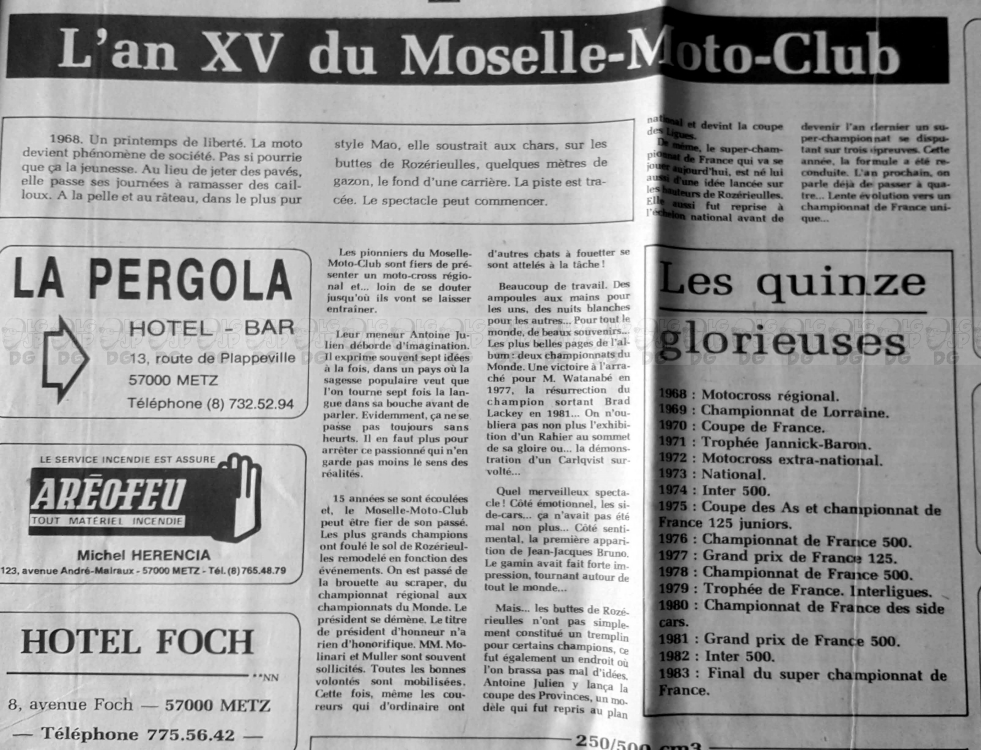 L'an XV du Moselle-Moto-Club
1968. Un printemps de liberté. La moto
devient phénomène de société. Pas si pourrie
que ça la jeunesse. Au lieu de jeter des pavés,
elle passe ses journées à ramasser des cail-
loux. A la pelle et au râteau, dans le plus pur
style Mao, elle soustrait aux chars, sur les
buttes de Rozérieulles, quelques mètres de
gazon, le fond d'une carrière. La piste est tra-
cée. Le spectacle peut commencer.
LA PERGOLA
HOTEL - BAR
13, route de Plappeville
57000 METZ
Téléphone (8) 732.52.94
LE SERVICE INCENDIE EST ASSURE
ARÉO-FEU
TOUT MATÉRIEL INCENDIE
Michel HERENCIA
123, avenue André-Malraux - 57000 METZ - Tél. (8) 765.48.79
HOTEL FOCH
**NN
8, avenue Foch — 57000 METZ
— Téléphone 775.56.42 —
Les pionniers du Moselle-
Moto-Club sont fiers de pré-
senter un moto-cross régio-
nal et... loin de se douter
jusqu'où ils vont se laisser
entraîner.
Leur meneur Antoine Ju-
lien déborde d'imagination.
Il exprime souvent sept idées
à la fois, dans un pays où la
sagesse populaire veut que
l'on tourne sept fois la lan-
gue dans sa bouche avant de
parler. Evidemment, ça ne se
passe pas toujours sans
heurts. Il en faut plus pour
arrêter ce passionné qui n'en
garde pas moins le sens des
réalités.
15 années se sont écoulées
et, le Moselle-Moto-Club
peut être fier de son passé.
Les plus grands champions
ont foulé le sol de Rozérieul-
les remodelé en fonction des
événements. On est passé de
la brouette au scraper, du
championnat régional aux
championnats du Monde. Le
président se démène. Le titre
de président d'honneur n'a
rien d'honorifique. MM. Mo-
linari et Muller sont souvent
sollicités. Toutes les bonnes
volontés sont mobilisées.
Cette fois, même les cou-
reurs qui d'ordinaire ont
d'autres chats à fouetter se
sont attelés à la tâche !
Beaucoup de travail. Des
ampoules aux mains pour
les uns, des nuits blanches
pour les autres... Pour tout le
monde, de beaux souvenirs...
Les plus belles pages de l'al-
bum : deux championnats du
Monde. Une victoire à l'arra-
ché pour M. Watanabé en
1977, la résurrection du
champion sortant Brad
Lackey en 1981... On n'ou-
bliera pas non plus l'exhibi-
tion d'un Rahier au sommet
de sa gloire ou... la démons-
tration d'un Carlqvist sur-
volté...
Quel merveilleux specta-
cle ! Côté émotionnel, les si-
de-cars... ça n'avait pas été
mal non plus... Côté senti-
mental, la première appari-
tion de Jean-Jacques Bruno.
Le gamin avait fait forte im-
pression, tournant autour de
tout le monde...
Mais... les buttes de Rozé-
rieulles n'ont pas simple-
ment constitué un tremplin
pour certains champions, ce
fut également un endroit où
l'on brassa pas mal d'idées.
Antoine Julien y lança la
coupe des Provinces, un mo-
dèle qui fut repris au plan
national et devint la coupe
des Ligues.
De même, le super-cham-
pionnat de France qui va se
jouer aujourd'hui, est né lui
aussi d'une idée lancée sur
les hauteurs de Rozérieulles.
Elle aussi fut reprise à
l'échelon national avant de
devenir l'an dernier un su-
per-championnat se dispu-
tant sur trois épreuves. Cette
année, la formule a été re-
conduite. L'an prochain, on
parle déjà de passer à qua-
tre... Lente évolution vers un
championnat de France uni-
que...
Les quinze
glorieuses
1968 : Motocross régional.
1969 : Championnat de Lorraine.
1970 : Coupe de France.
1971 : Trophée Jannick-Baron.
1972 : Motocross extra-national.
1973 : National.
1974 : Inter 500.
1975 : Coupe des As et championnat de
France 125 juniors.
1976 : Championnat de France 500.
1977 : Grand prix de France 125.
1978 : Championnat de France 500.
1979 : Trophée de France. Interligues.
1980 : Championnat de France des side
cars.
1981 : Grand prix de France 500.
1982 : Inter 500.
1983 : Final du super championnat de
France.
250/500 cm3